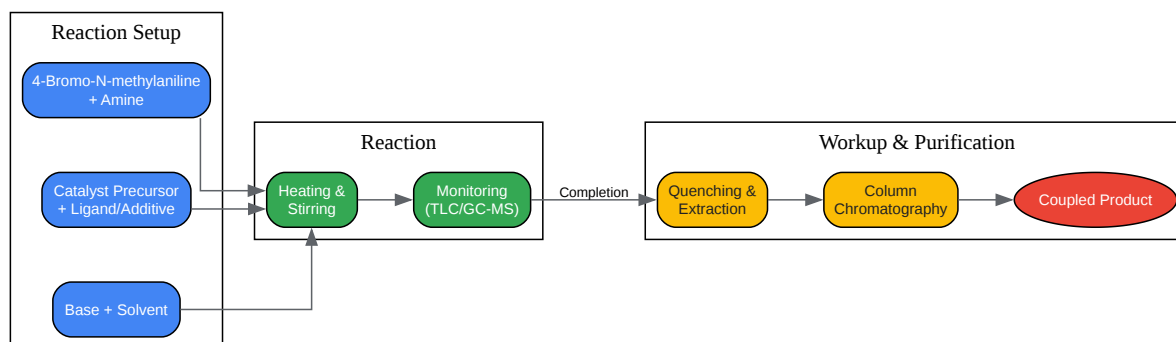 Reaction Setup
4-Bromo-N-methylaniline
+ Amine
Catalyst Precursor
+ Ligand/Additive
Base + Solvent
Reaction
Heating &
Stirring
Monitoring
(TLC/GC-MS)
Completion
Workup & Purification
Quenching &
Extraction
Column
Chromatography
Coupled Product